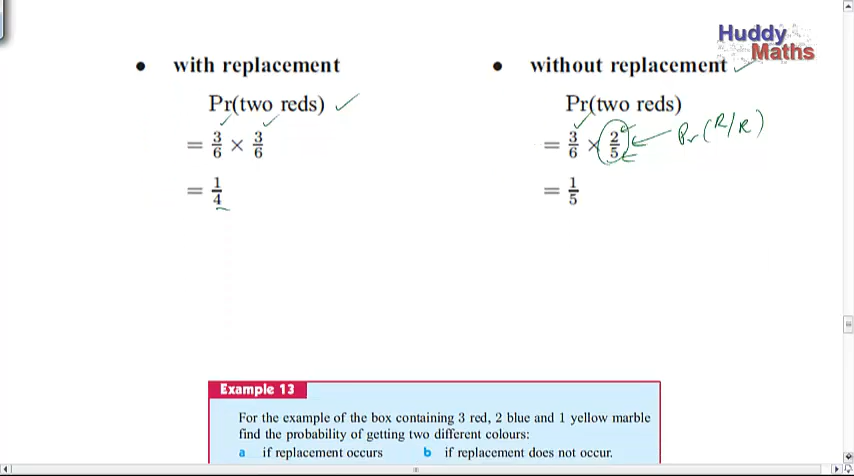 Huddy
Maths
• with replacement
Pr(two reds)
= 3/6 × 3/6
= 1/4
• without replacement
Pr(two reds)
= 3/6 × 2/5
Pr(R/R)
= 1/5
Example 13
For the example of the box containing 3 red, 2 blue and 1 yellow marble
find the probability of getting two different colours:
a if replacement occurs b if replacement does not occur.